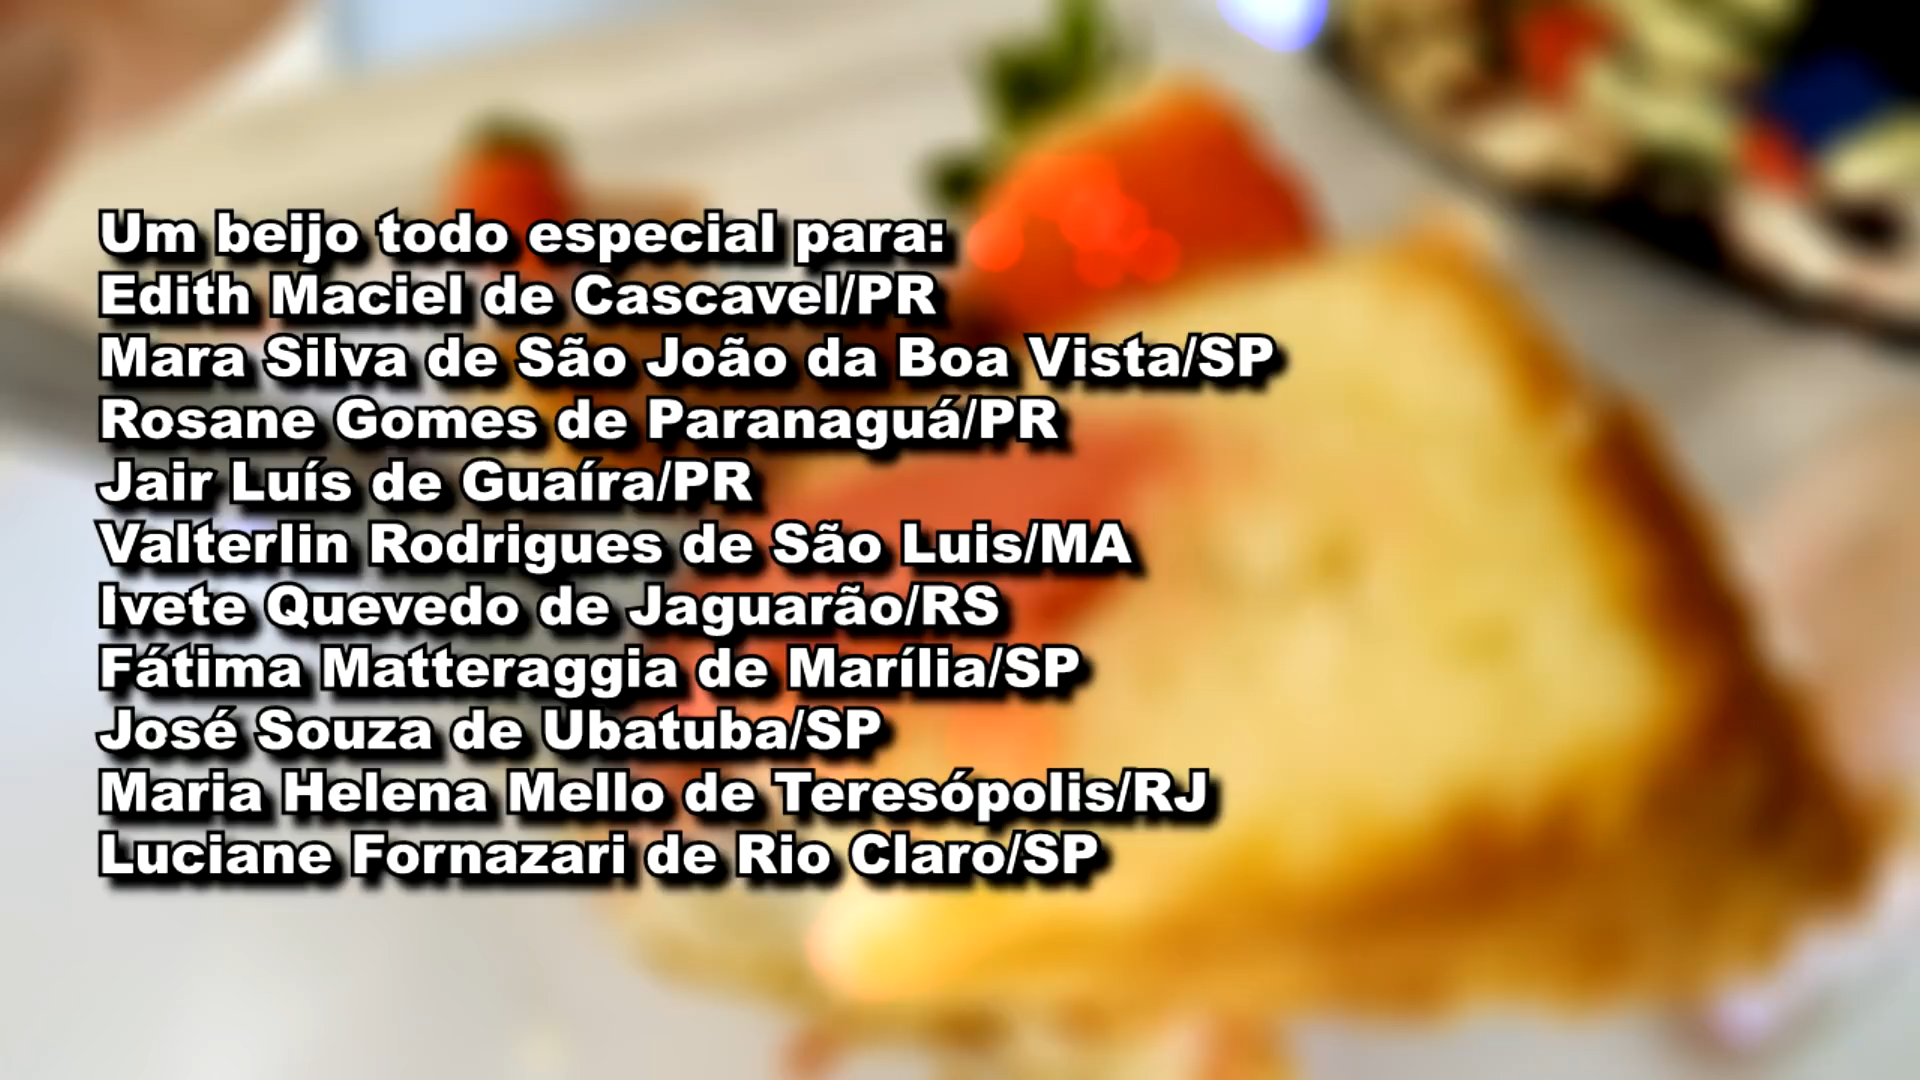 Um beijo todo especial para:
Edith Maciel de Cascavel/PR
Mara Silva de São João da Boa Vista/SP
Rosane Gomes de Paranaguá/PR
Jair Luís de Guaíra/PR
Valterlin Rodrigues de São Luis/MA
Ivete Quevedo de Jaguarão/RS
Fátima Matteraggia de Marília/SP
José Souza de Ubatuba/SP
Maria Helena Mello de Teresópolis/RJ
Luciane Fornazari de Rio Claro/SP